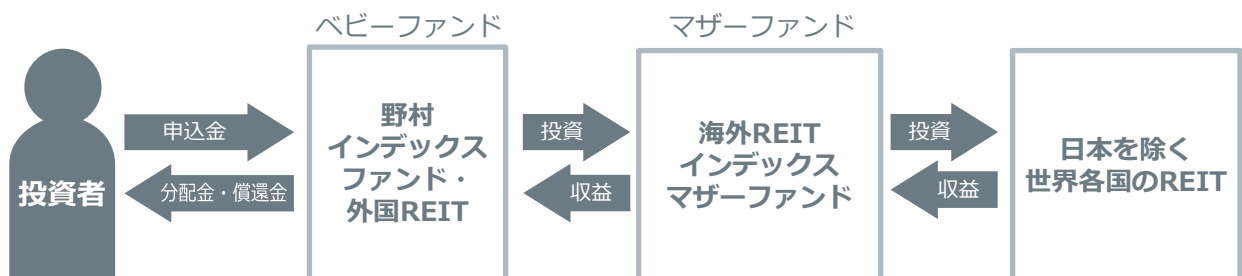 ベビーファンド
マザーファンド
投資者
申込金
分配金・償還金
野村
インデックス
ファンド・
外国REIT
投資
収益
海外REIT
インデックス
マザーファンド
投資
収益
日本を除く
世界各国のREIT